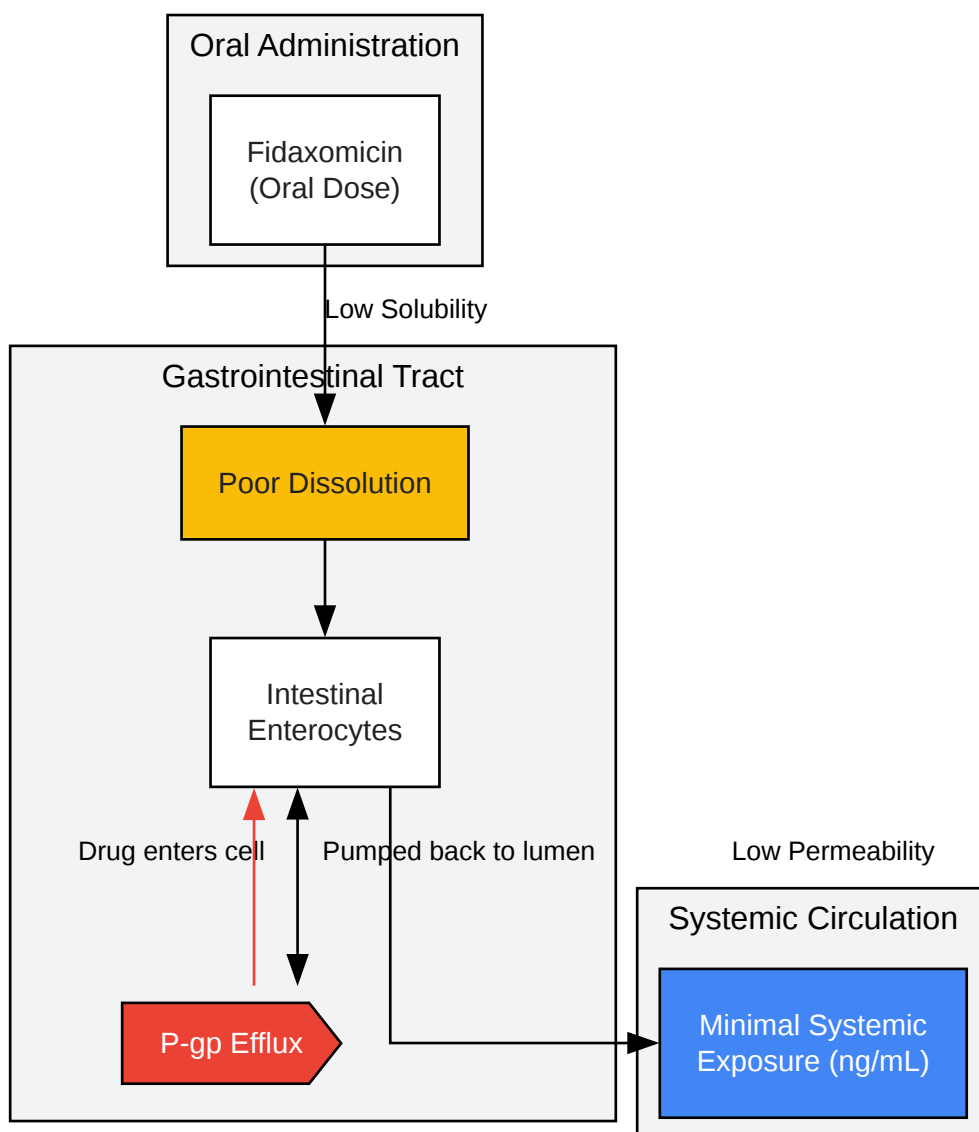 Oral Administration
Fidaxomicin
(Oral Dose)
Low Solubility
Gastrointestinal Tract
Poor Dissolution
Intestinal
Enterocytes
Drug enters cell
Pumped back to lumen
Low Permeability
Systemic Circulation
P-gp Efflux
Minimal Systemic
Exposure (ng/mL)